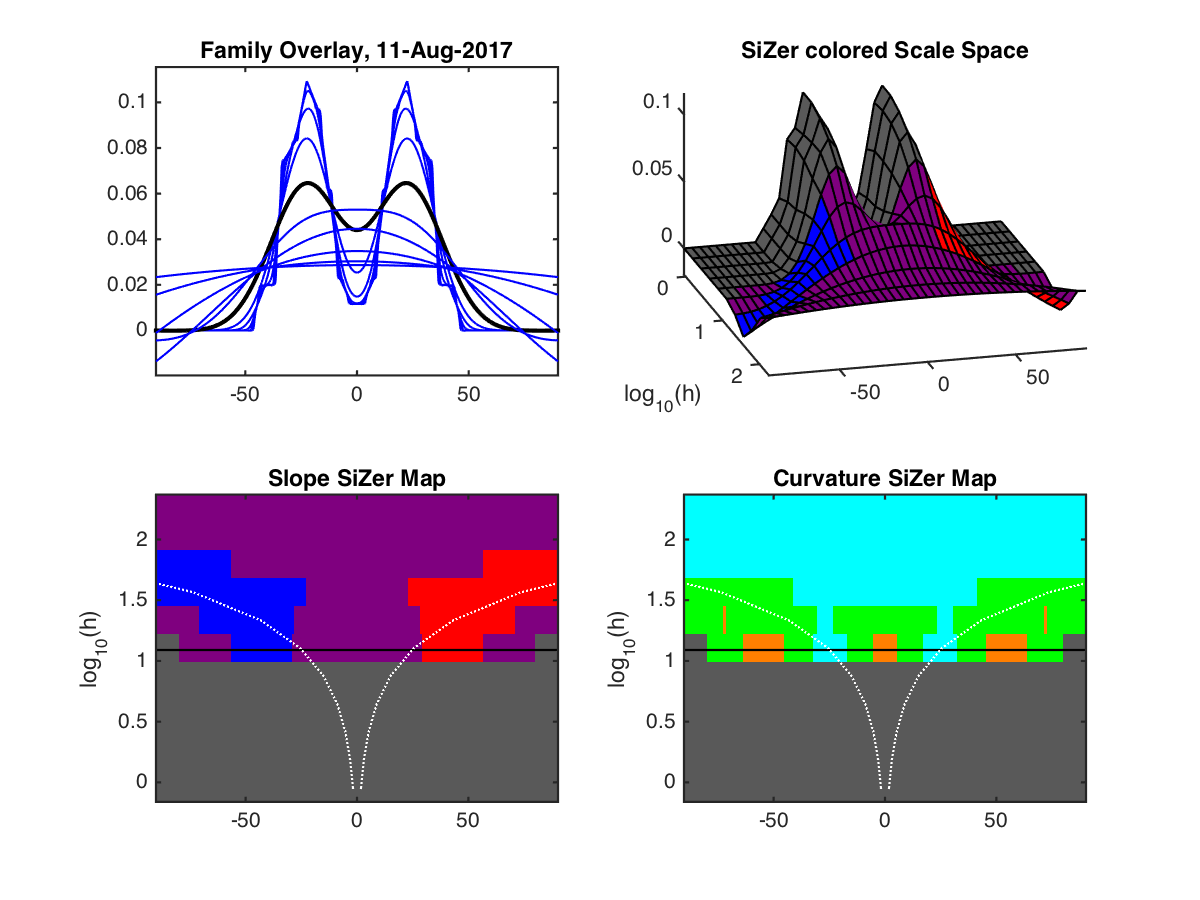 Family Overlay, 11-Aug-2017
0.1
0.08
0.06
0.04
0.02
0
-50 0 50
SiZer colored Scale Space
0.1
0.05
0
0
1
2
log10(h)
-50 0 50
Slope SiZer Map
2
1.5
1
0.5
0
log10(h)
-50 0 50
Curvature SiZer Map
2
1.5
1
0.5
0
log10(h)
-50 0 50